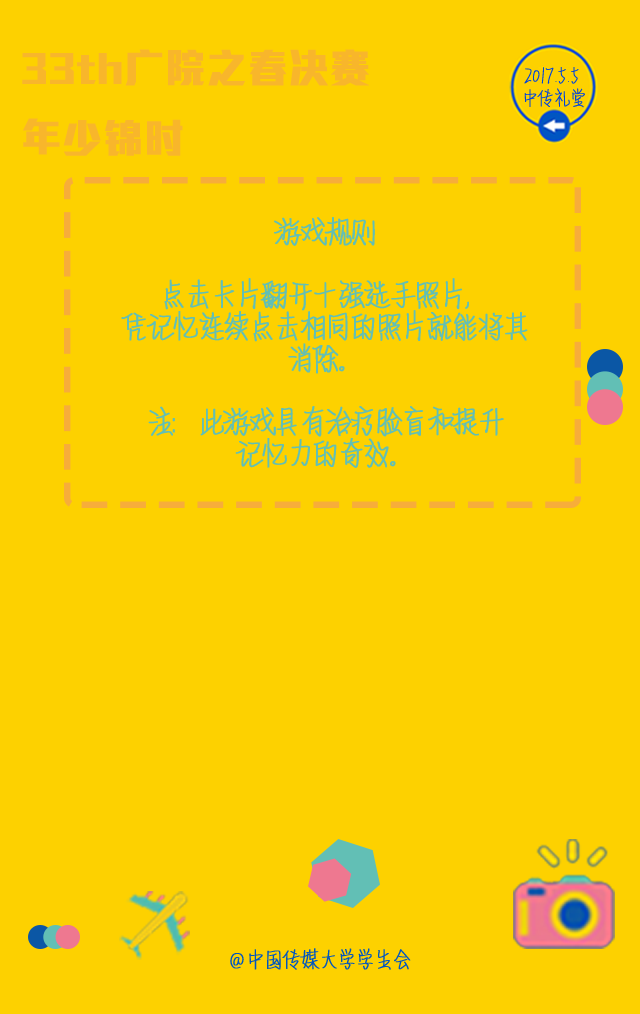 33th广院之春决赛
2017.5.5
中传礼堂
年少锦时
游戏规则
点击卡片翻开十强选手照片，
凭记忆连续点击相同的照片就能将其
消除。
注： 此游戏具有治疗脸盲和提升
记忆力的奇效。
@中国传媒大学学生会